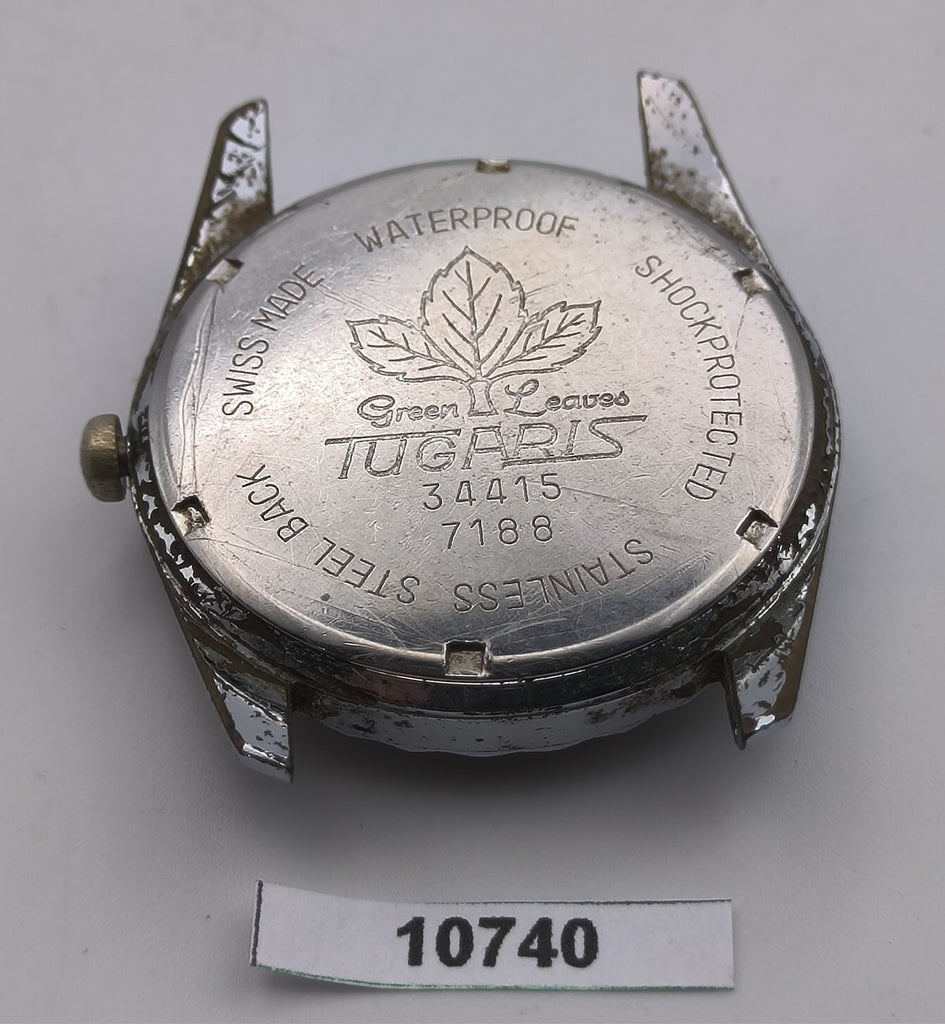 WATERPROOF
SHOCKPROTECTED
STAINLESS STEEL BACK
SWISS MADE
Green Leaves
TUGARIS
34415
7188
10740